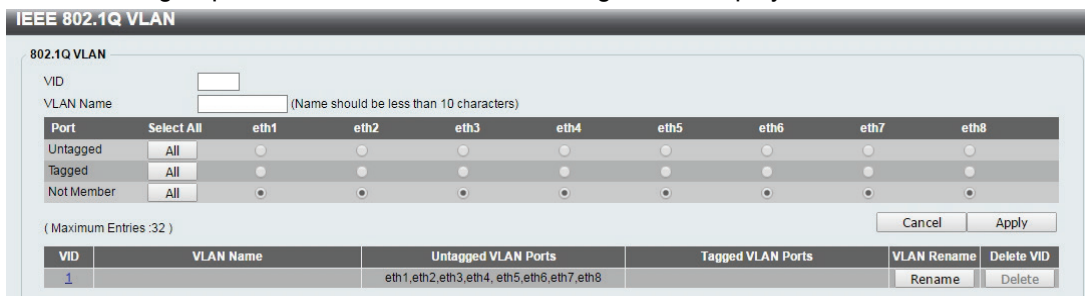 IEEE 802.1Q VLAN
802.1Q VLAN
VID
VLAN Name (Name should be less than 10 characters)
Port Select All eth1 eth2 eth3 eth4 eth5 eth6 eth7 eth8
Untagged All
Tagged All
Not Member All
( Maximum Entries :32 ) Cancel Apply
VID VLAN Name Untagged VLAN Ports Tagged VLAN Ports VLAN Rename Delete VID
1 eth1,eth2,eth3,eth4, eth5,eth6,eth7,eth8 Rename Delete